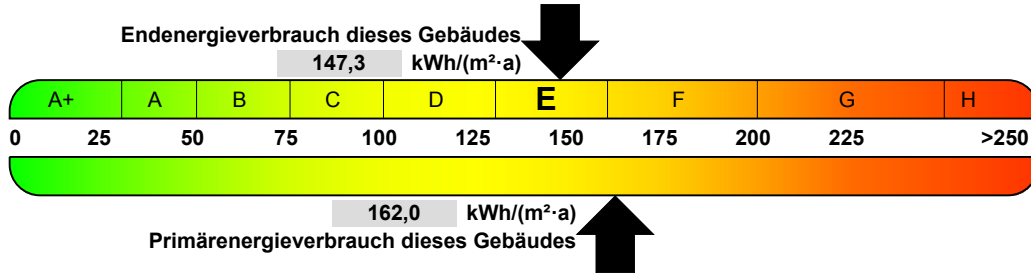 Endenergieverbrauch dieses Gebäudes
147,3 kWh/(m²·a)
A+ A B C D E F G H
0 25 50 75 100 125 150 175 200 225 >250
162,0 kWh/(m²·a)
Primärenergieverbrauch dieses Gebäudes